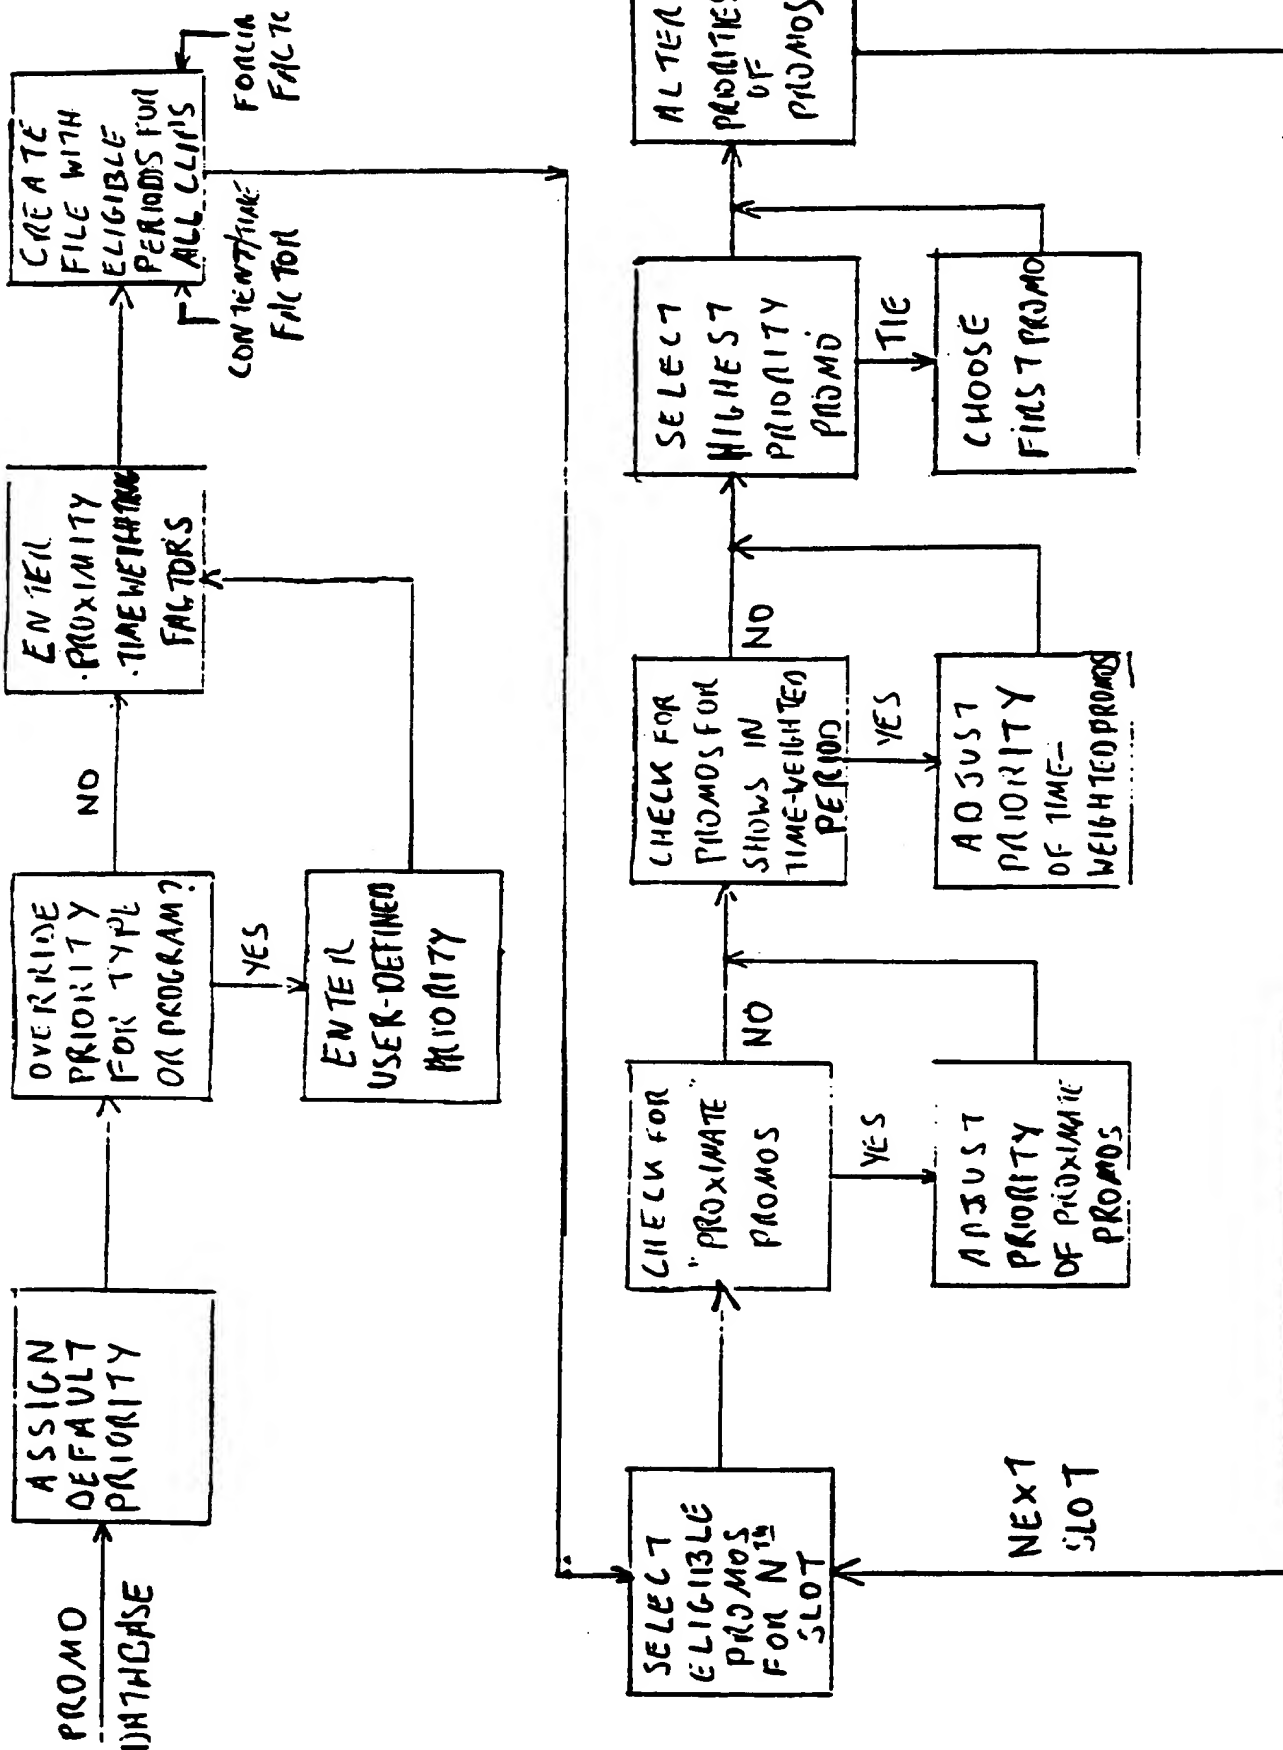 PROMO
DATABASE
ASSIGN
DEFAULT
PRIORITY
OVERRIDE
PRIORITY
FOR TYPE
OR PROGRAM?
NO
YES
ENTER
USER-DEFINED
PRIORITY
ENTER
.PROXIMITY
.TIMEWEIGHTING
FACTORS
CREATE
FILE WITH
ELIGIBLE
PERIODS FOR
ALL CLIPS
CONTENT/TIME
FACTOR
SELECT
ELIGIBLE
PROMOS
FOR NTH
SLOT
NEXT
SLOT
CHECK FOR
"PROXIMATE"
PROMOS
NO
YES
ADJUST
PRIORITY
OF PROXIMATE
PROMOS
CHECK FOR
PROMOS FOR
SHOWS IN
TIME-WEIGHTED
PERIOD
NO
YES
ADJUST
PRIORITY
OF TIME-
WEIGHTED PROMOS
SELECT
HIGHEST
PRIORITY
PROMO
TIE
CHOOSE
FIRST PROMO
ALTER
PRIORITIES
OF
PROMOS